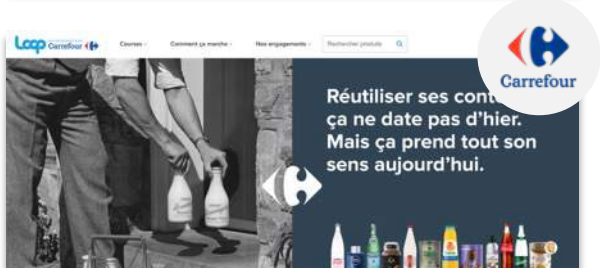 Loop Carrefour
Courses
Comment ça marche
Nos engagements
Rechercher produits
Carrefour
Réutiliser ses cont
ça ne date pas d'hier.
Mais ça prend tout son
sens aujourd'hui.